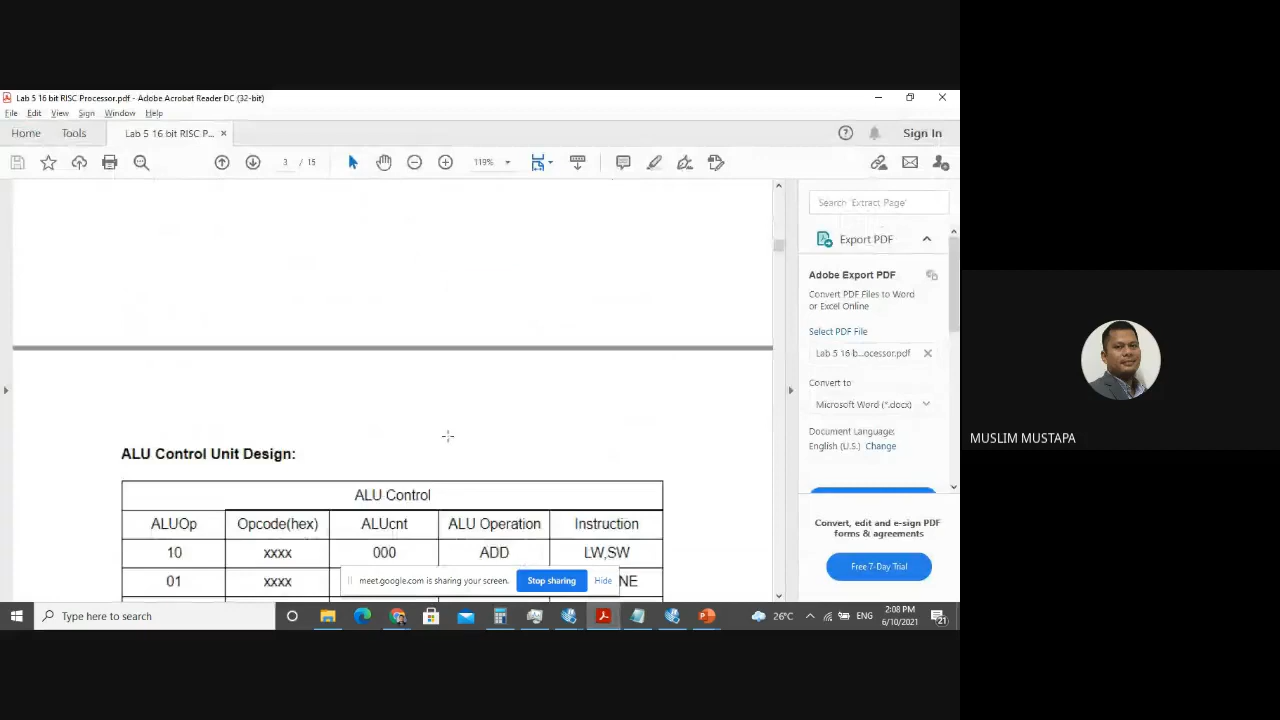 Lab 5 16 bit RISC Processor.pdf - Adobe Acrobat Reader DC (32-bit)
File Edit View Sign Window Help
Home Tools Lab 5 16 bit RISC P... × Sign In
3 / 15 119%
Search 'Extract Page'
Export PDF
Adobe Export PDF
Convert PDF Files to Word
or Excel Online
Select PDF File
Lab 5 16 b...ocessor.pdf
Convert to
Microsoft Word (*.docx)
Document Language:
English (U.S.) Change
Convert, edit and e-sign PDF
forms & agreements
Free 7-Day Trial
ALU Control Unit Design:
ALU Control
ALUOp Opcode(hex) ALUcnt ALU Operation Instruction
10 xxxx 000 ADD LW,SW
01 xxxx NE
meet.google.com is sharing your screen. Stop sharing Hide
Type here to search
26°C ENG 2:08 PM
6/10/2021 21
MUSLIM MUSTAPA